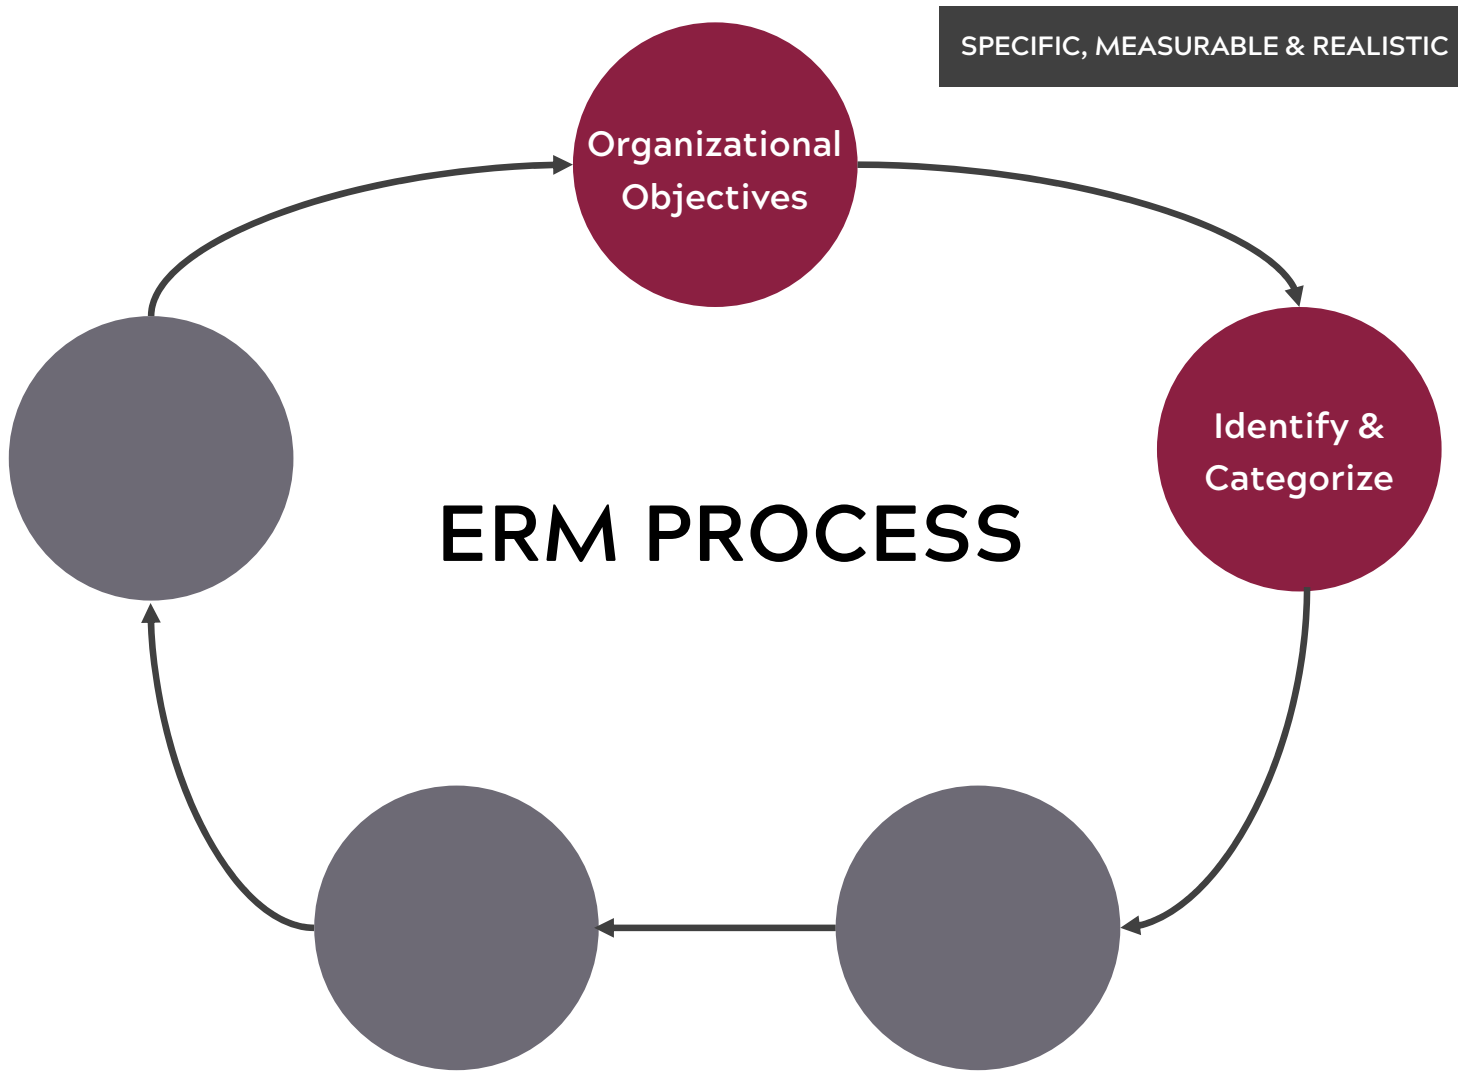 SPECIFIC, MEASURABLE & REALISTIC
Organizational
Objectives
Identify &
Categorize
ERM PROCESS